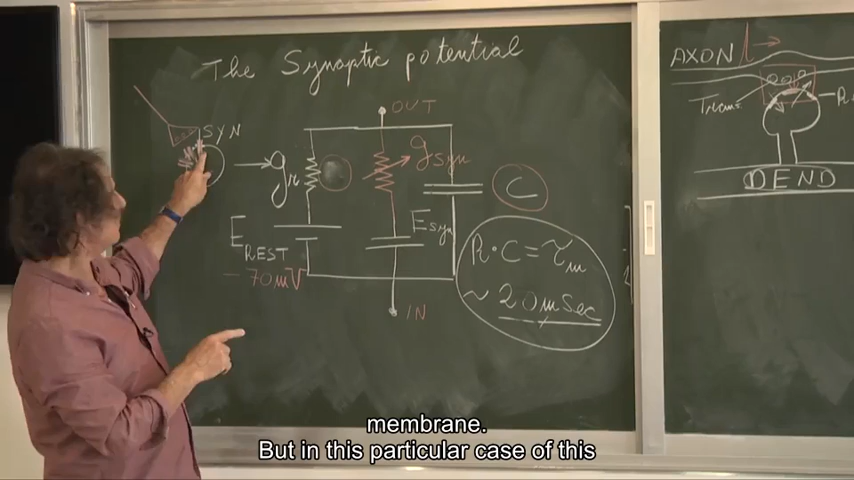 The Synaptic potential
SYN
OUT
gr
gsyn
C
EREST
-70mV
Esyn
IN
R·C = τm
~ 20mSec
AXON
Trans.
DEND
membrane.
But in this particular case of this